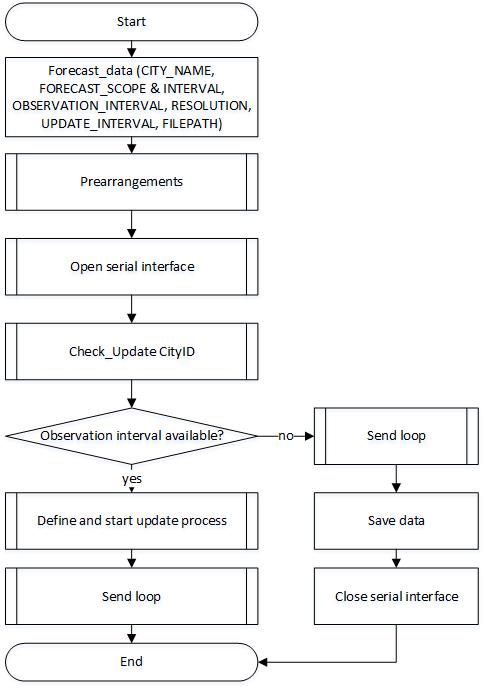 Start
Forecast_data (CITY_NAME,
FORECAST_SCOPE & INTERVAL,
OBSERVATION_INTERVAL, RESOLUTION,
UPDATE_INTERVAL, FILEPATH)
Prearrangements
Open serial interface
Check_Update CityID
Observation interval available?
no
Send loop
yes
Define and start update process
Save data
Send loop
Close serial interface
End